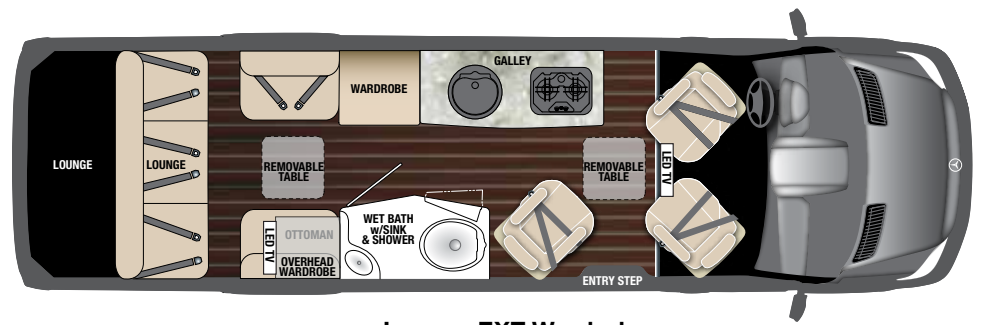 GALLEY
WARDROBE
LOUNGE
LOUNGE
REMOVABLE
TABLE
REMOVABLE
TABLE
LED TV
WET BATH
w/SINK
& SHOWER
OTTOMAN
LED TV
OVERHEAD
WARDROBE
ENTRY STEP